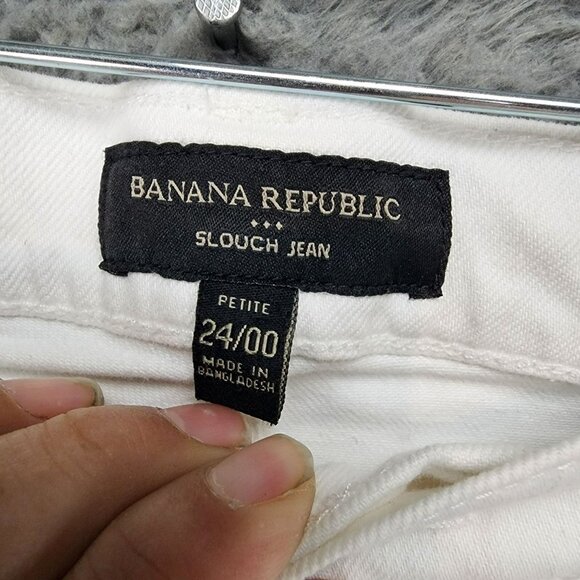 BANANA REPUBLIC
SLOUCH JEAN
PETITE
24/00
MADE IN
BANGLADESH